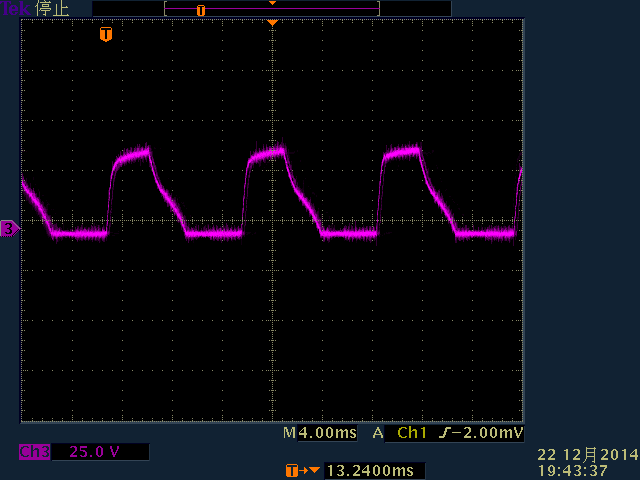 Tek 停止
T
T
3
M 4.00ms A Ch1 ∫ −2.00mV
Ch3 25.0 V
T→▼ 13.2400ms
22 12月 2014
19:43:37